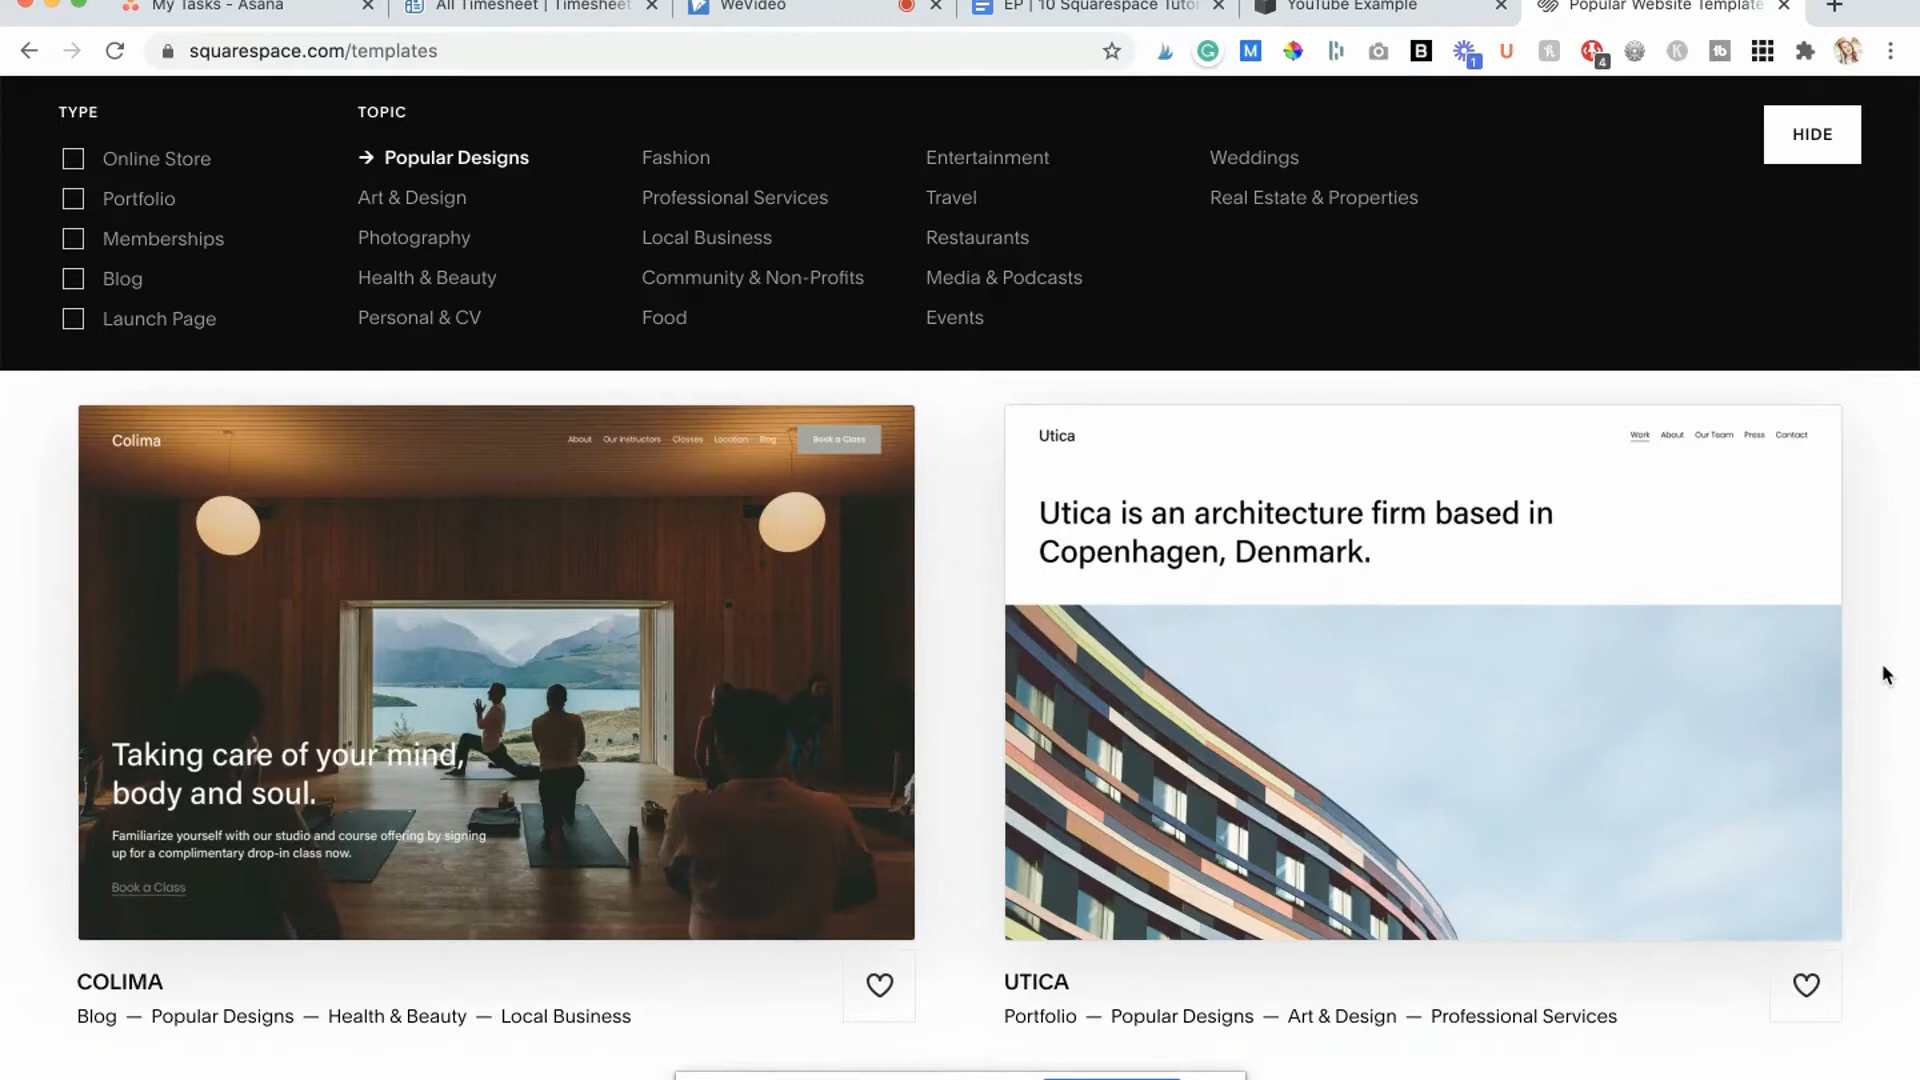 My Tasks - Asana
All Timesheet | Timesheet
WeVideo
EP | 10 Squarespace Tutor
YouTube Example
Popular Website Template
squarespace.com/templates
1
4
TYPE
Online Store
Portfolio
Memberships
Blog
Launch Page
TOPIC
→ Popular Designs
Art & Design
Photography
Health & Beauty
Personal & CV
Fashion
Professional Services
Local Business
Community & Non-Profits
Food
Entertainment
Travel
Restaurants
Media & Podcasts
Events
Weddings
Real Estate & Properties
HIDE
Colima
About Our Instructors Classes Location Blog Book a Class
Taking care of your mind,
body and soul.
Familiarize yourself with our studio and course offering by signing
up for a complimentary drop-in class now.
Book a Class
COLIMA
Blog — Popular Designs — Health & Beauty — Local Business
Utica
Work About Our Team Press Contact
Utica is an architecture firm based in
Copenhagen, Denmark.
UTICA
Portfolio — Popular Designs — Art & Design — Professional Services